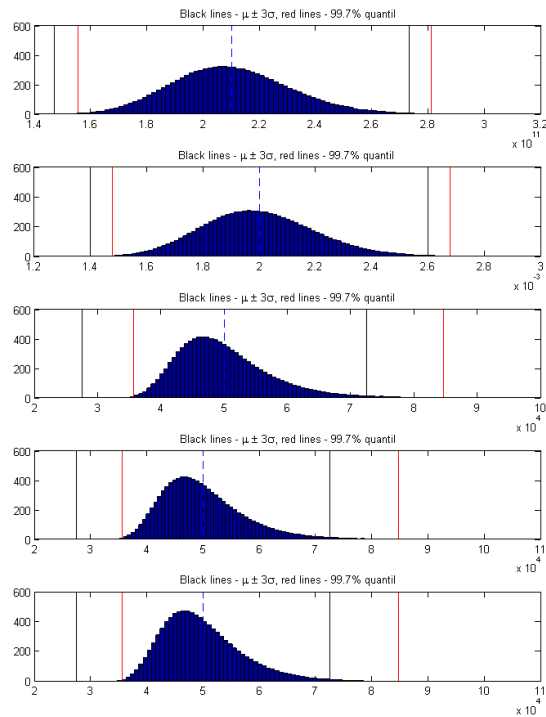 Black lines - μ ± 3σ, red lines - 99.7% quantil
600
400
200
0
1.4 1.6 1.8 2 2.2 2.4 2.6 2.8 3 3.2
x 10^11
Black lines - μ ± 3σ, red lines - 99.7% quantil
600
400
200
0
1.2 1.4 1.6 1.8 2 2.2 2.4 2.6 2.8 3
x 10^-3
Black lines - μ ± 3σ, red lines - 99.7% quantil
600
400
200
0
2 3 4 5 6 7 8 9 10
x 10^4
Black lines - μ ± 3σ, red lines - 99.7% quantil
600
400
200
0
2 3 4 5 6 7 8 9 10 11
x 10^4
Black lines - μ ± 3σ, red lines - 99.7% quantil
600
400
200
0
2 3 4 5 6 7 8 9 10 11
x 10^4